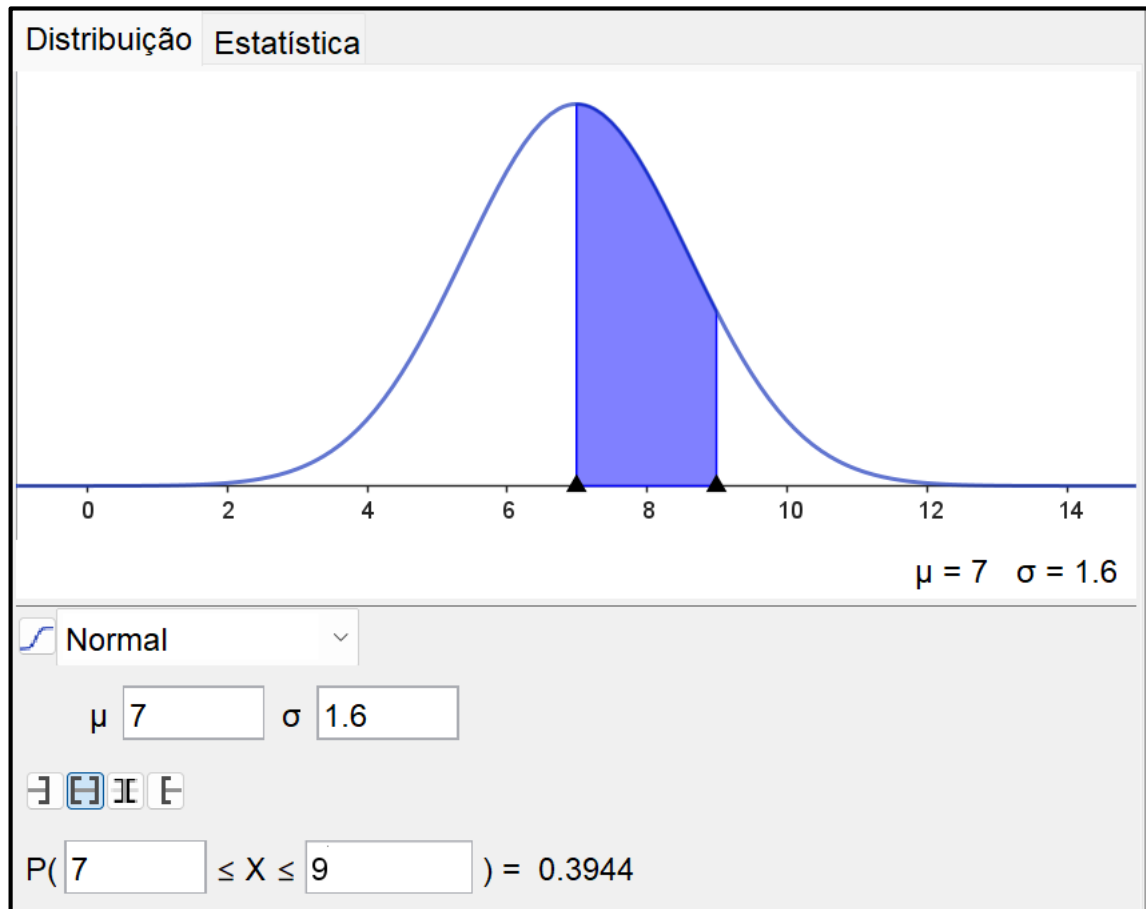 Distribuição Estatística
0 2 4 6 8 10 12 14
μ = 7 σ = 1.6
Normal
μ 7 σ 1.6
P( 7 ≤ X ≤ 9 ) = 0.3944